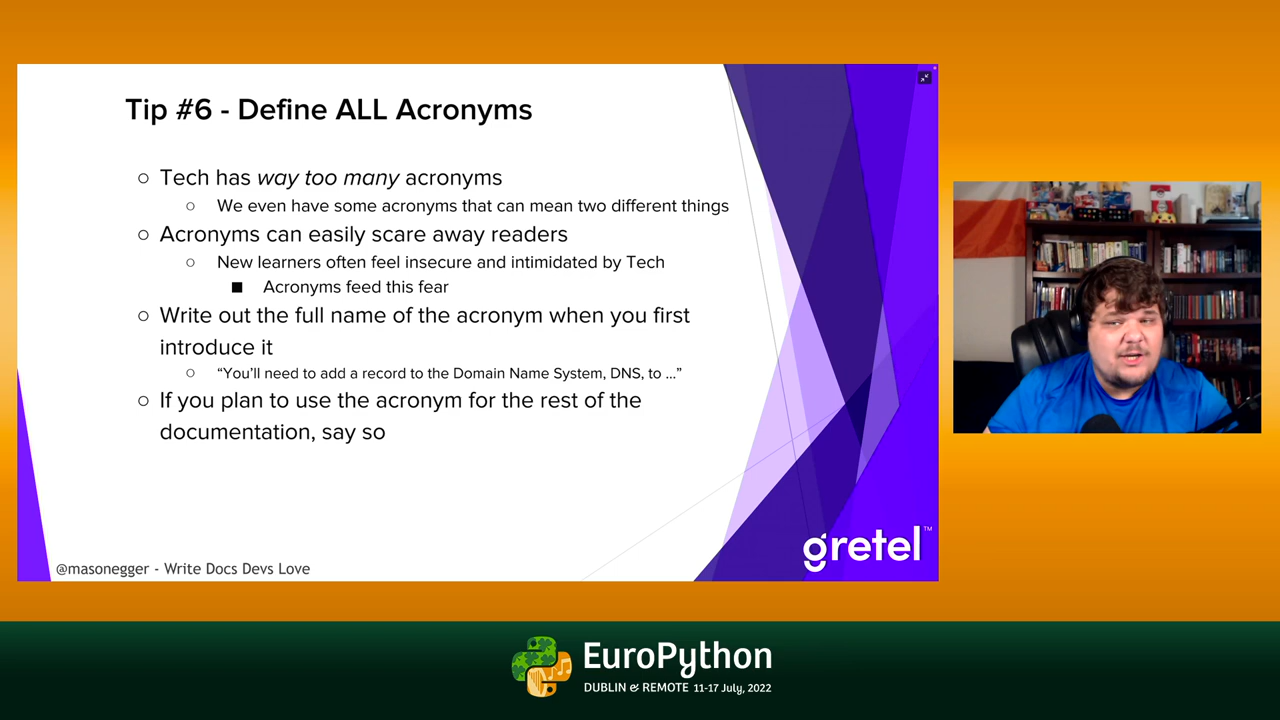 Tip #6 - Define ALL Acronyms
○ Tech has way too many acronyms
○ We even have some acronyms that can mean two different things
○ Acronyms can easily scare away readers
○ New learners often feel insecure and intimidated by Tech
■ Acronyms feed this fear
○ Write out the full name of the acronym when you first
introduce it
○ “You’ll need to add a record to the Domain Name System, DNS, to ...”
○ If you plan to use the acronym for the rest of the
documentation, say so
gretel™
@masonegger - Write Docs Devs Love
EuroPython
DUBLIN & REMOTE 11-17 July, 2022